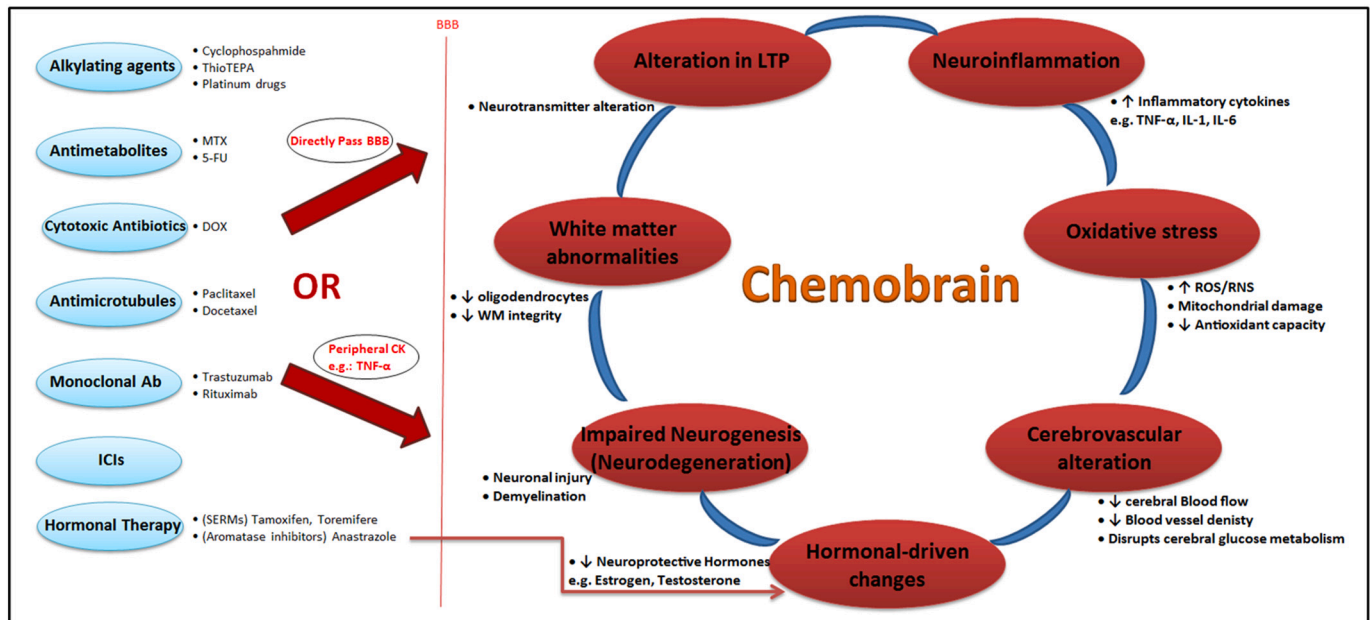 BBB
Alkylating agents
• Cyclophospahmide
• ThioTEPA
• Platinum drugs
Antimetabolites
• MTX
• 5-FU
Cytotoxic Antibiotics
• DOX
Antimicrotubules
• Paclitaxel
• Docetaxel
Monoclonal Ab
• Trastuzumab
• Rituximab
ICIs
Hormonal Therapy
• (SERMs) Tamoxifen, Toremifere
• (Aromatase inhibitors) Anastrazole
Directly Pass BBB
OR
Peripheral CK
e.g.: TNF-α
Chemobrain
Alteration in LTP
• Neurotransmitter alteration
Neuroinflammation
• ↑ Inflammatory cytokines
e.g. TNF-α, IL-1, IL-6
White matter
abnormalities
• ↓ oligodendrocytes
• ↓ WM integrity
Oxidative stress
• ↑ ROS/RNS
• Mitochondrial damage
• ↓ Antioxidant capacity
Impaired Neurogenesis
(Neurodegeneration)
• Neuronal injury
• Demyelination
Cerebrovascular
alteration
• ↓ cerebral Blood flow
• ↓ Blood vessel denisty
• Disrupts cerebral glucose metabolism
Hormonal-driven
changes
• ↓ Neuroprotective Hormones
e.g. Estrogen, Testosterone